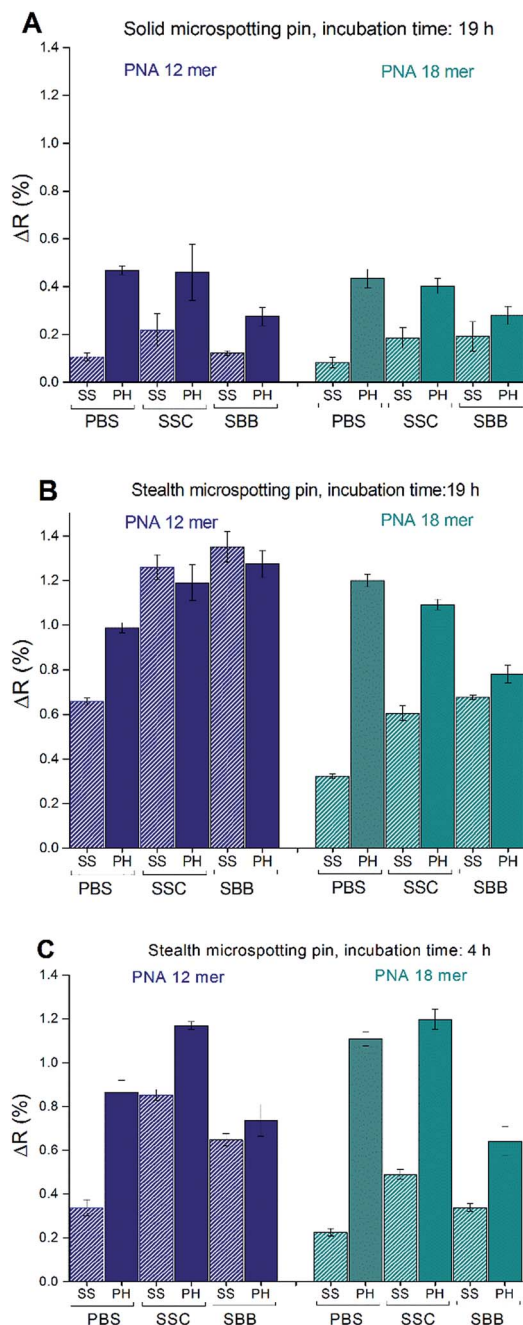 A
Solid microspotting pin, incubation time: 19 h
PNA 12 mer PNA 18 mer
ΔR (%)
1.4
1.2
1.0
0.8
0.6
0.4
0.2
0.0
SS PH SS PH SS PH SS PH SS PH SS PH
PBS SSC SBB PBS SSC SBB
B
Stealth microspotting pin, incubation time:19 h
PNA 12 mer PNA 18 mer
ΔR (%)
1.4
1.2
1.0
0.8
0.6
0.4
0.2
0.0
SS PH SS PH SS PH SS PH SS PH SS PH
PBS SSC SBB PBS SSC SBB
C
Stealth microspotting pin, incubation time: 4 h
PNA 12 mer PNA 18 mer
ΔR (%)
1.4
1.2
1.0
0.8
0.6
0.4
0.2
0.0
SS PH SS PH SS PH SS PH SS PH SS PH
PBS SSC SBB PBS SSC SBB